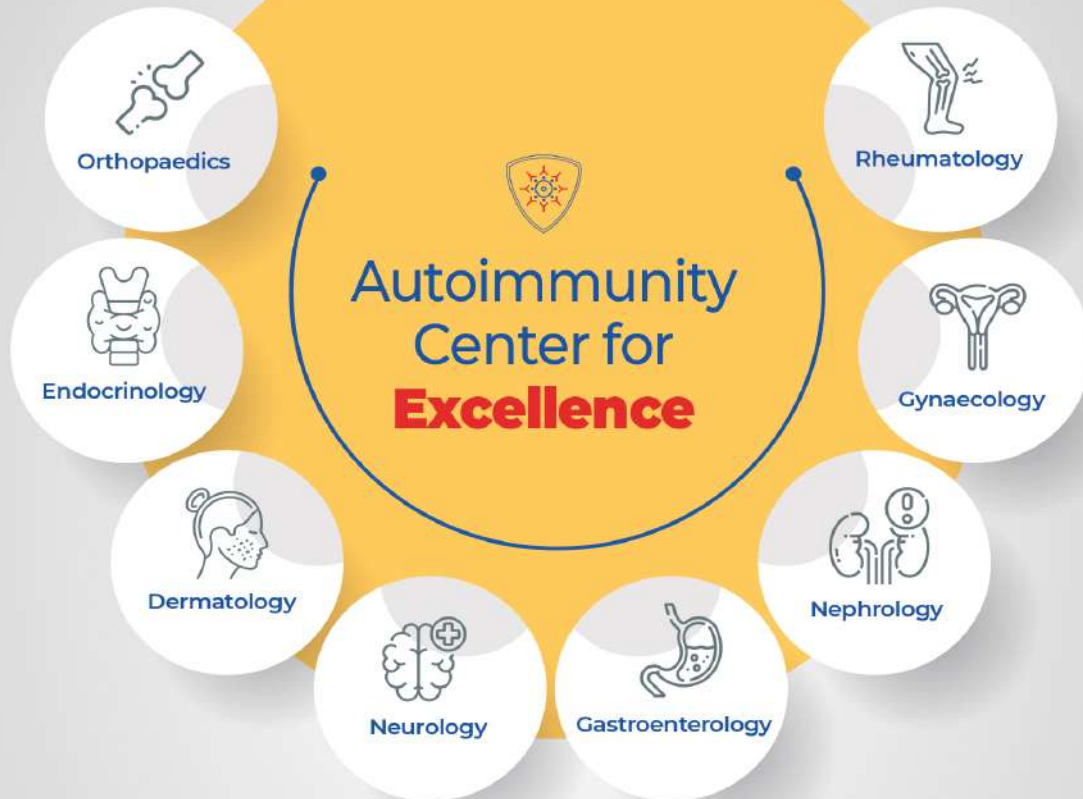 Orthopaedics
Rheumatology
Autoimmunity
Center for
Excellence
Endocrinology
Gynaecology
Dermatology
Nephrology
Neurology
Gastroenterology